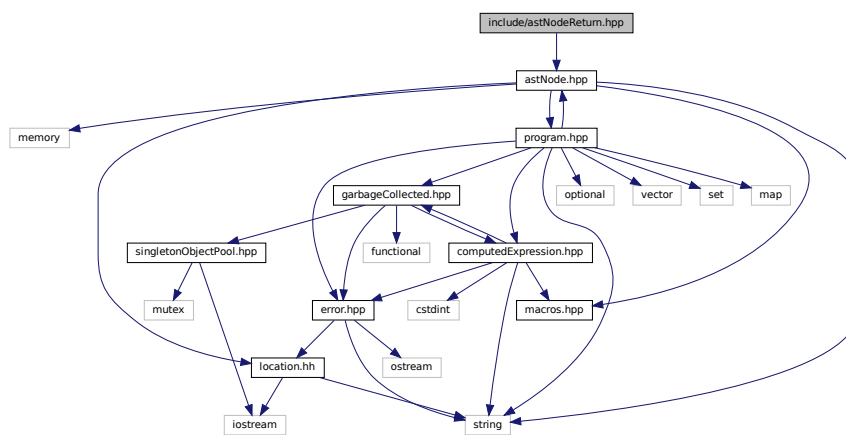 include/astNodeReturn.hpp
astNode.hpp
memory
program.hpp
garbageCollected.hpp
optional
vector
set
map
singletonObjectPool.hpp
functional
computedExpression.hpp
mutex
error.hpp
cstdint
macros.hpp
location.hh
ostream
iostream
string